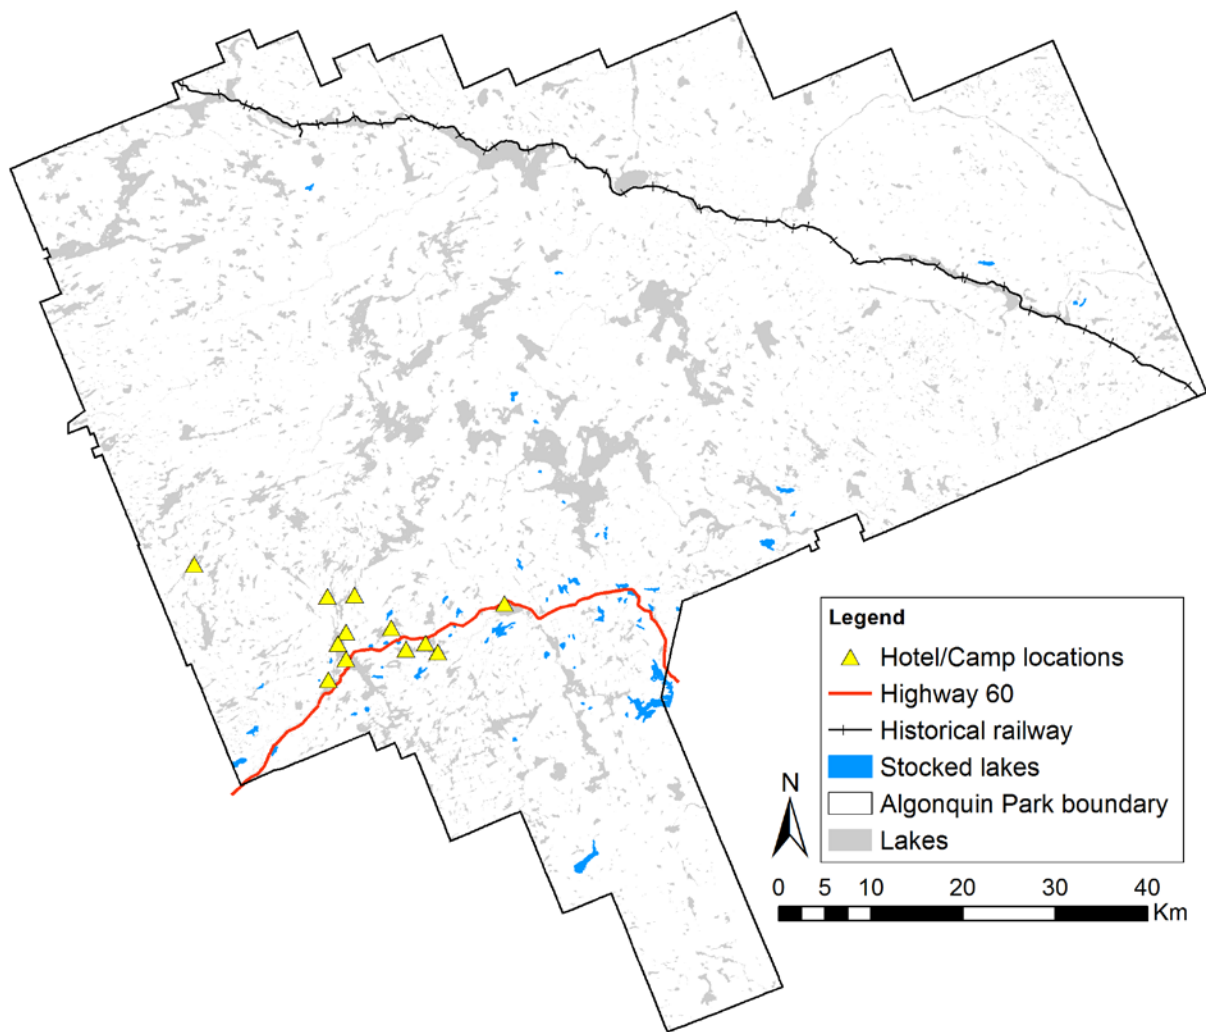 Legend
Hotel/Camp locations
Highway 60
Historical railway
Stocked lakes
Algonquin Park boundary
Lakes
N
0 5 10 20 30 40
Km